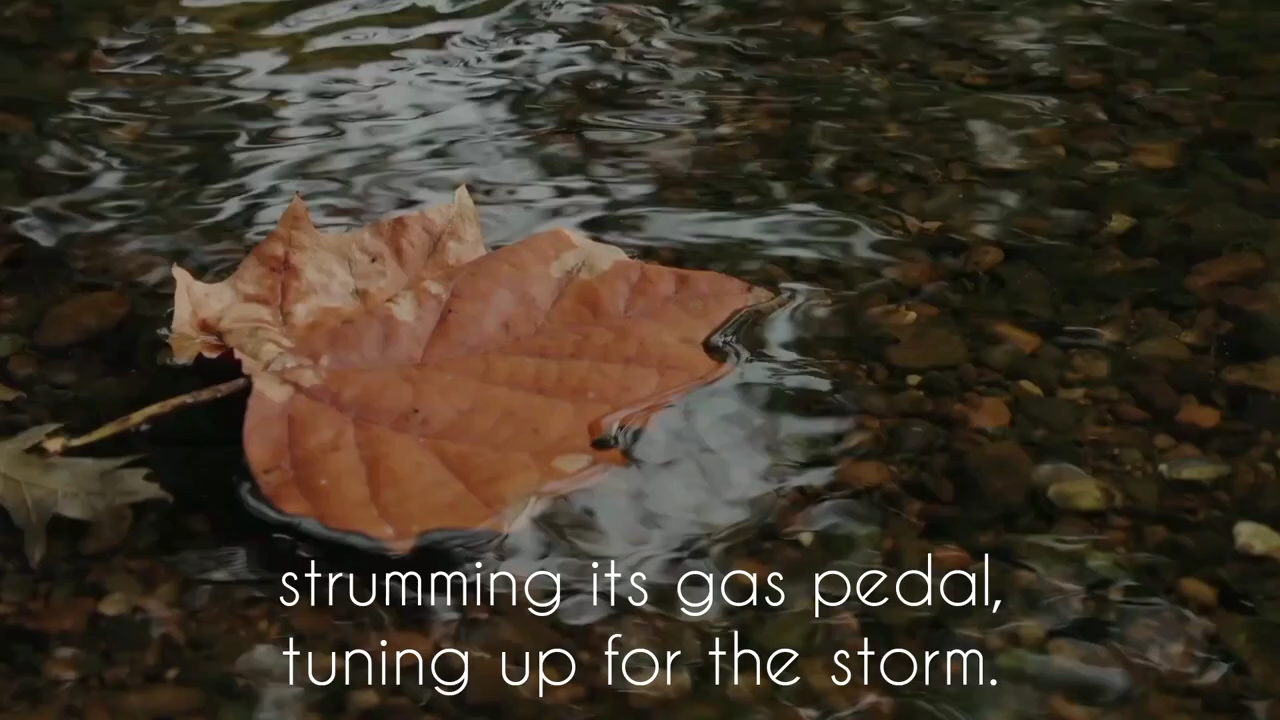 strumming its gas pedal,
tuning up for the storm.